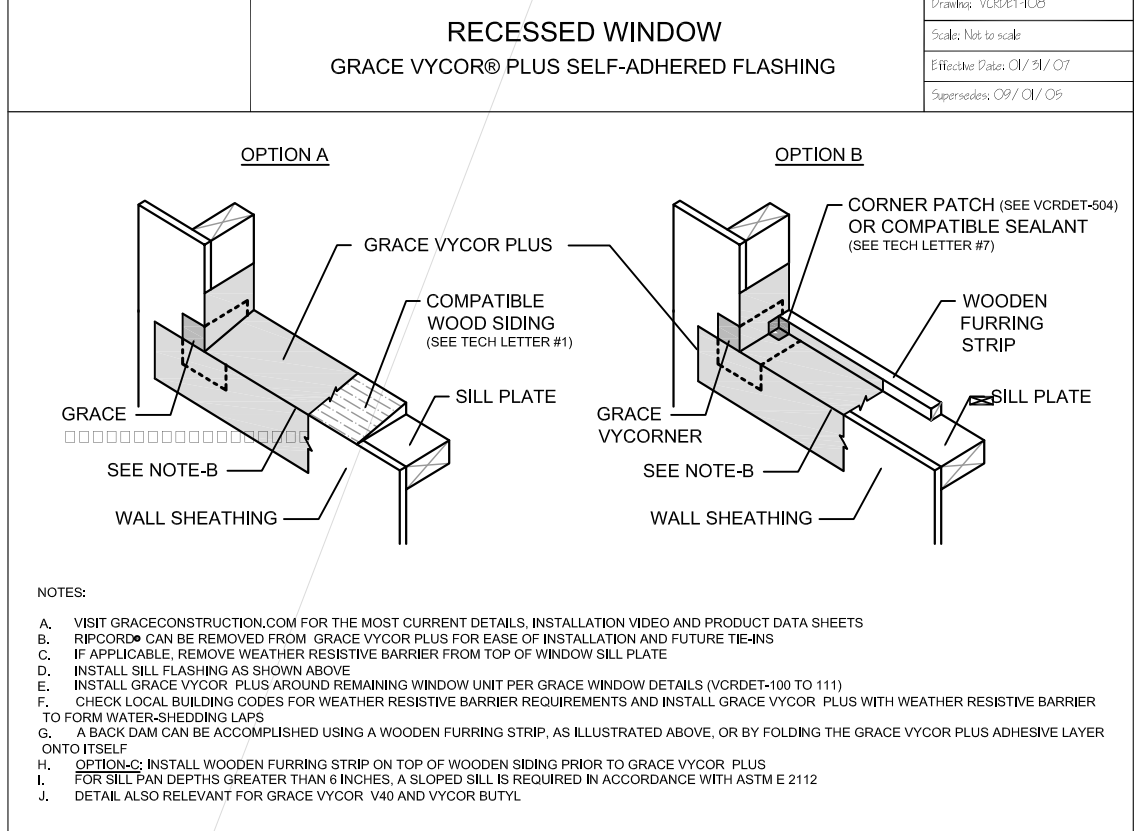 Drawing: VCRDET-108
RECESSED WINDOW
Scale: Not to scale
GRACE VYCOR® PLUS SELF-ADHERED FLASHING
Effective Date: 01/31/07
Supersedes: 09/01/05
OPTION A
OPTION B
GRACE VYCOR PLUS
COMPATIBLE
WOOD SIDING
(SEE TECH LETTER #1)
SILL PLATE
GRACE
SEE NOTE-B
WALL SHEATHING
CORNER PATCH (SEE VCRDET-504)
OR COMPATIBLE SEALANT
(SEE TECH LETTER #7)
WOODEN
FURRING
STRIP
SILL PLATE
GRACE
VYCORNER
SEE NOTE-B
WALL SHEATHING
NOTES:
A. VISIT GRACECONSTRUCTION.COM FOR THE MOST CURRENT DETAILS, INSTALLATION VIDEO AND PRODUCT DATA SHEETS
B. RIPCORD® CAN BE REMOVED FROM GRACE VYCOR PLUS FOR EASE OF INSTALLATION AND FUTURE TIE-INS
C. IF APPLICABLE, REMOVE WEATHER RESISTIVE BARRIER FROM TOP OF WINDOW SILL PLATE
D. INSTALL SILL FLASHING AS SHOWN ABOVE
E. INSTALL GRACE VYCOR PLUS AROUND REMAINING WINDOW UNIT PER GRACE WINDOW DETAILS (VCRDET-100 TO 111)
F. CHECK LOCAL BUILDING CODES FOR WEATHER RESISTIVE BARRIER REQUIREMENTS AND INSTALL GRACE VYCOR PLUS WITH WEATHER RESISTIVE BARRIER
TO FORM WATER-SHEDDING LAPS
G. A BACK DAM CAN BE ACCOMPLISHED USING A WOODEN FURRING STRIP, AS ILLUSTRATED ABOVE, OR BY FOLDING THE GRACE VYCOR PLUS ADHESIVE LAYER
ONTO ITSELF
H. OPTION-C: INSTALL WOODEN FURRING STRIP ON TOP OF WOODEN SIDING PRIOR TO GRACE VYCOR PLUS
I. FOR SILL PAN DEPTHS GREATER THAN 6 INCHES, A SLOPED SILL IS REQUIRED IN ACCORDANCE WITH ASTM E 2112
J. DETAIL ALSO RELEVANT FOR GRACE VYCOR V40 AND VYCOR BUTYL